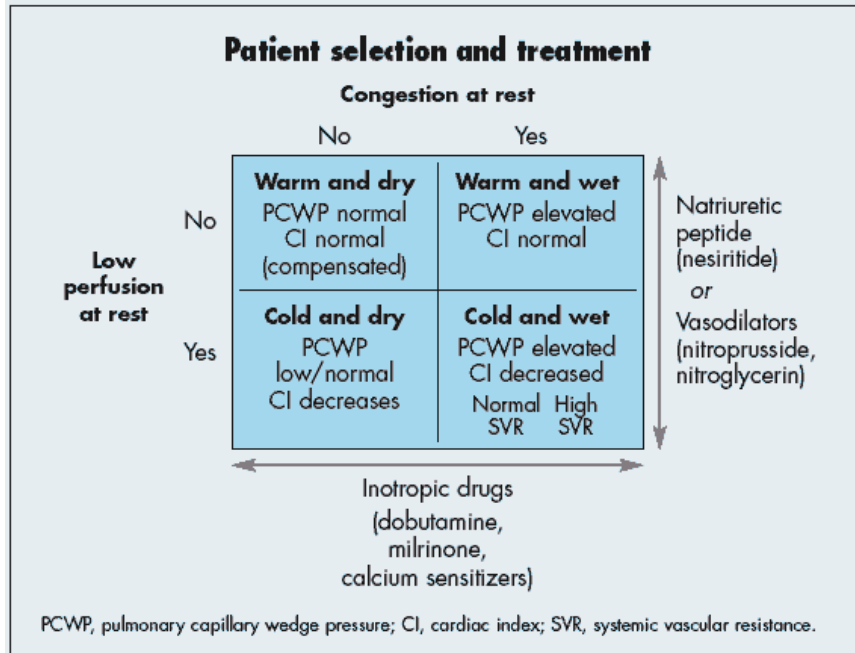 Patient selection and treatment
Congestion at rest
No Yes
Low
perfusion
at rest
No
Warm and dry
PCWP normal
CI normal
(compensated)
Warm and wet
PCWP elevated
CI normal
Yes
Cold and dry
PCWP
low/normal
CI decreases
Cold and wet
PCWP elevated
CI decreased
Normal High
SVR SVR
Natriuretic
peptide
(nesiritide)
or
Vasodilators
(nitroprusside,
nitroglycerin)
Inotropic drugs
(dobutamine,
milrinone,
calcium sensitizers)
PCWP, pulmonary capillary wedge pressure; CI, cardiac index; SVR, systemic vascular resistance.